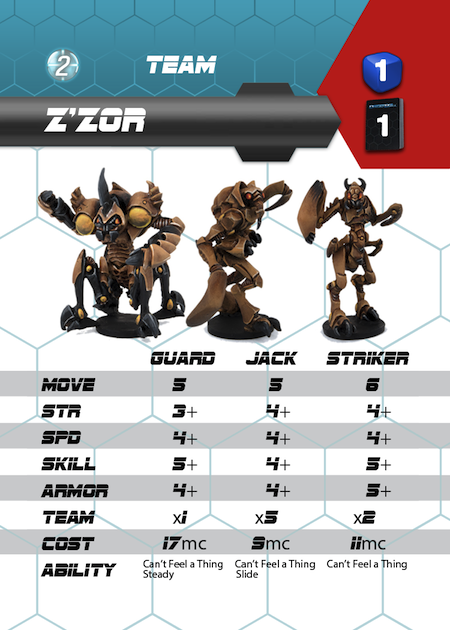 2 TEAM 1
Z'ZOR 1
GUARD JACK STRIKER
MOVE 5 5 6
STR 3+ 4+ 4+
SPD 4+ 4+ 4+
SKILL 5+ 4+ 5+
ARMOR 4+ 4+ 5+
TEAM x1 x5 x2
COST 17mc 9mc 11mc
ABILITY Can't Feel a Thing Can't Feel a Thing Can't Feel a Thing
Steady Slide